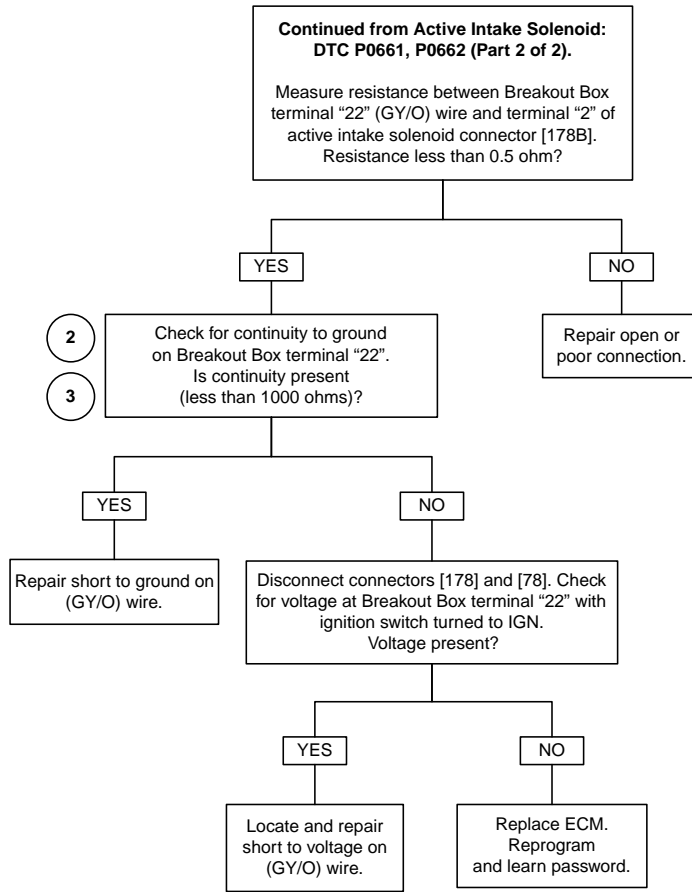 Continued from Active Intake Solenoid:
DTC P0661, P0662 (Part 2 of 2).
Measure resistance between Breakout Box
terminal “22” (GY/O) wire and terminal “2” of
active intake solenoid connector [178B].
Resistance less than 0.5 ohm?
YES
NO
2
3
Check for continuity to ground
on Breakout Box terminal “22”.
Is continuity present
(less than 1000 ohms)?
Repair open or
poor connection.
YES
NO
Repair short to ground on
(GY/O) wire.
Disconnect connectors [178] and [78]. Check
for voltage at Breakout Box terminal “22” with
ignition switch turned to IGN.
Voltage present?
YES
NO
Locate and repair
short to voltage on
(GY/O) wire.
Replace ECM.
Reprogram
and learn password.